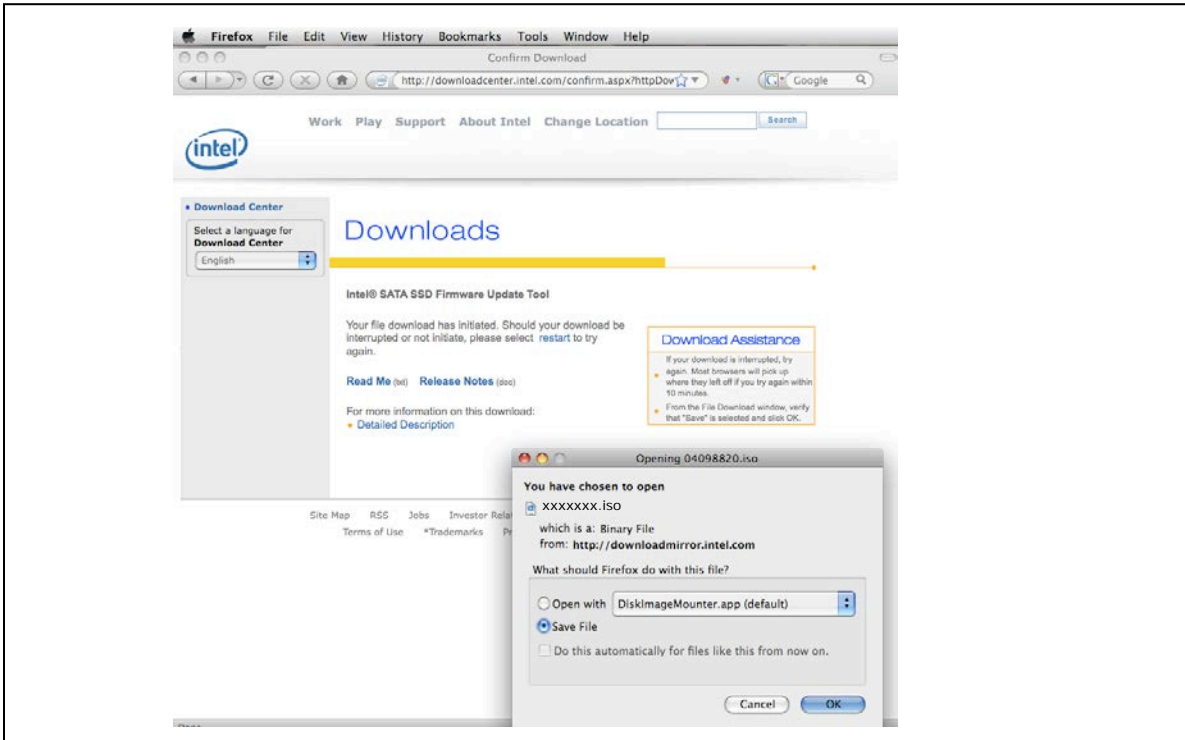 Firefox File Edit View History Bookmarks Tools Window Help
Confirm Download
http://downloadcenter.intel.com/confirm.aspx?httpDov
Google
Work Play Support About Intel Change Location
Search
intel
Download Center
Select a language for
Download Center
English
Downloads
Intel® SATA SSD Firmware Update Tool
Your file download has initiated. Should your download be
interrupted or not initiate, please select restart to try
again.
Read Me (txt) Release Notes (doc)
For more information on this download:
Detailed Description
Download Assistance
If your download is interrupted, try
again. Most browsers will pick up
where they left off if you try again within
10 minutes.
From the File Download window, verify
that "Save" is selected and click OK.
Site Map RSS Jobs Investor Rela
Terms of Use *Trademarks Pr
Opening 04098820.iso
You have chosen to open
xxxxxxx.iso
which is a: Binary File
from: http://downloadmirror.intel.com
What should Firefox do with this file?
Open with DiskImageMounter.app (default)
Save File
Do this automatically for files like this from now on.
Cancel OK